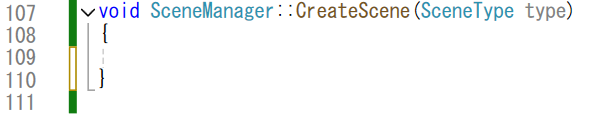 107 void SceneManager::CreateScene(SceneType type)
108 {
109
110 }
111